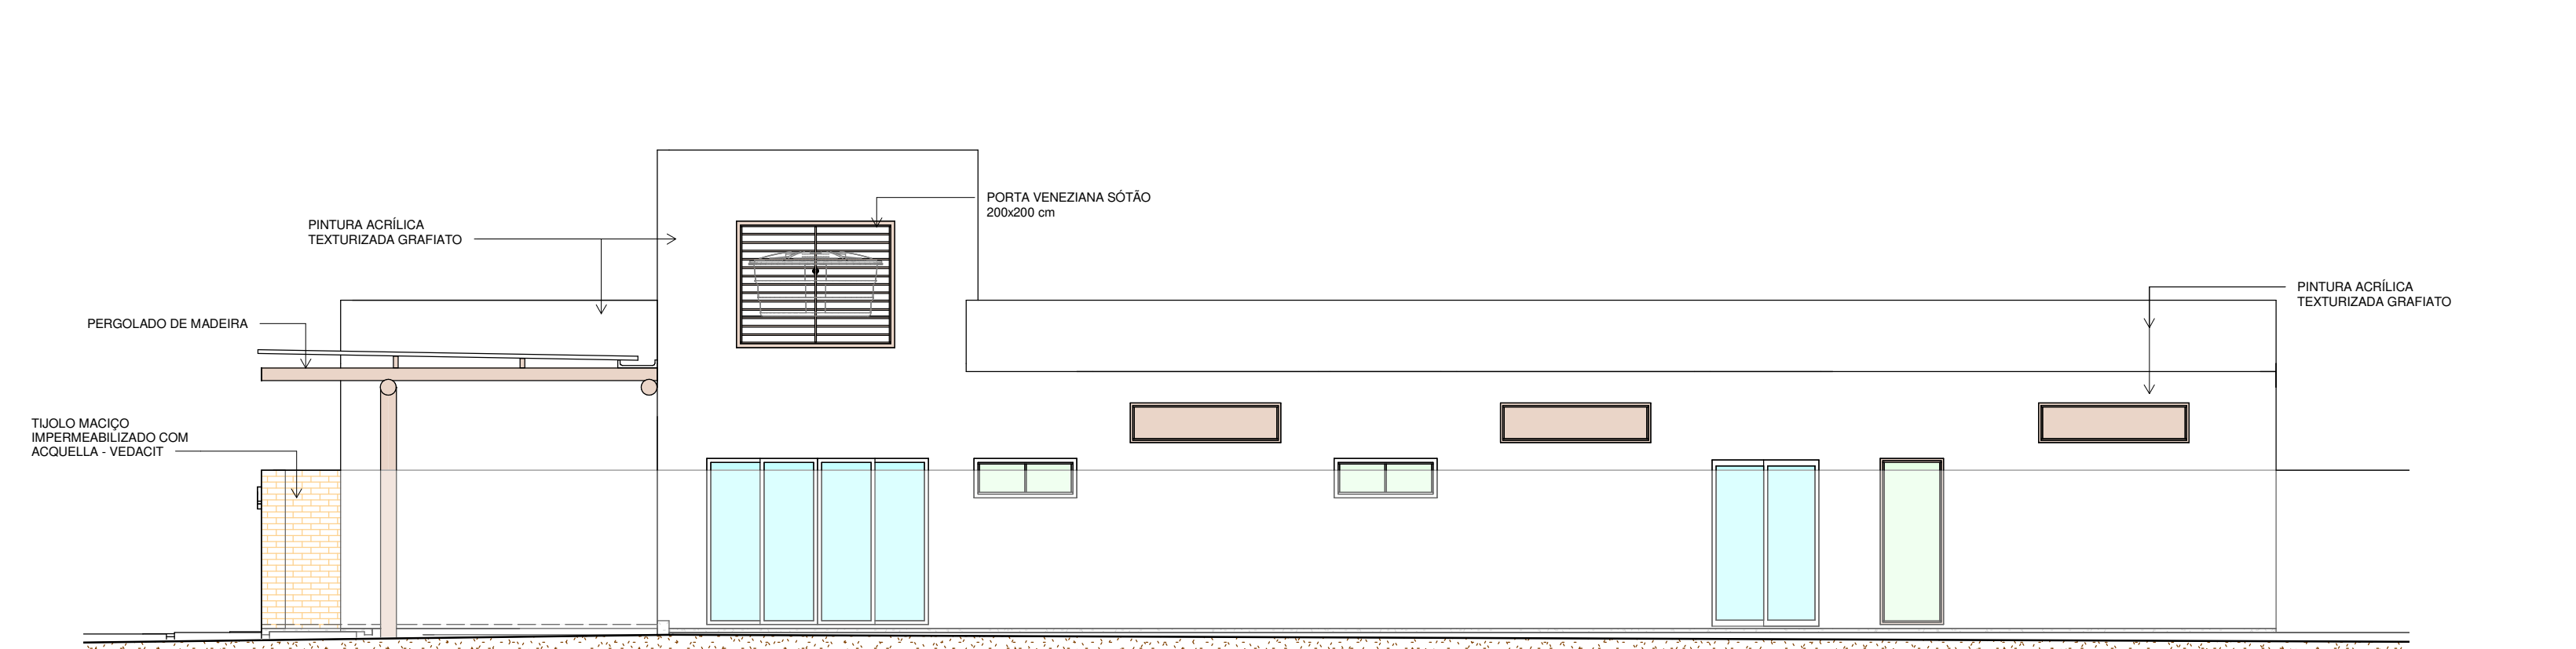 PORTA VENEZIANA SÓTÃO
200x200 cm
PINTURA ACRÍLICA
TEXTURIZADA GRAFIATO
PINTURA ACRÍLICA
TEXTURIZADA GRAFIATO
PERGOLADO DE MADEIRA
TIJOLO MACIÇO
IMPERMEABILIZADO COM
ACQUELLA - VEDACIT